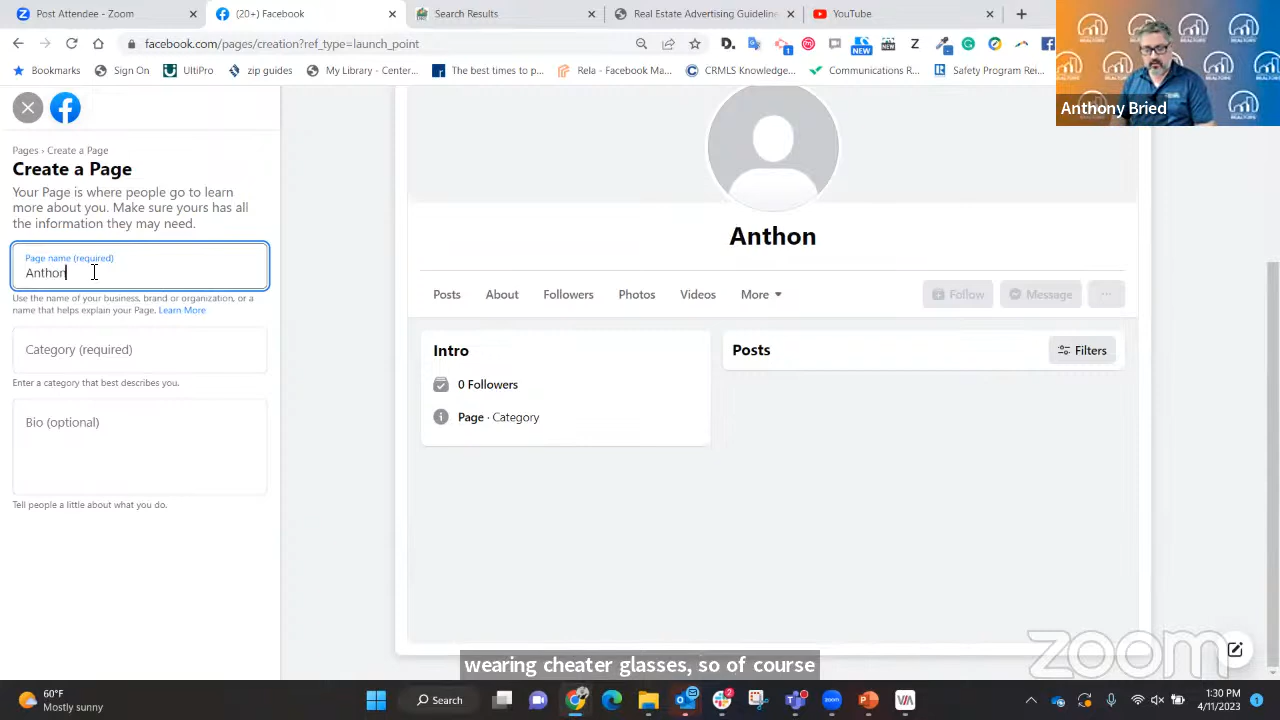 Post Attendee - Zoom
(20+) Facebook
Search Results
Real Estate Advertising Guideline
YouTube
facebook.com/pages/creation?ref_type=launch_point
Bookmarks
Sign On
UltiPro
zip guides
My Library - Center...
The best times to p...
Rela - Facebook Ma...
CRMLS Knowledge...
Communications R...
Safety Program Rei...
Anthony Bried
Pages › Create a Page
Create a Page
Your Page is where people go to learn
more about you. Make sure yours has all
the information they may need.
Page name (required)
Anthon
Use the name of your business, brand or organization, or a
name that helps explain your Page. Learn More
Category (required)
Enter a category that best describes you.
Bio (optional)
Tell people a little about what you do.
Anthon
Posts About Followers Photos Videos More
Follow
Message
Intro
0 Followers
Page · Category
Posts
Filters
zoom
wearing cheater glasses, so of course
60°F
Mostly sunny
Search
1:30 PM
4/11/2023